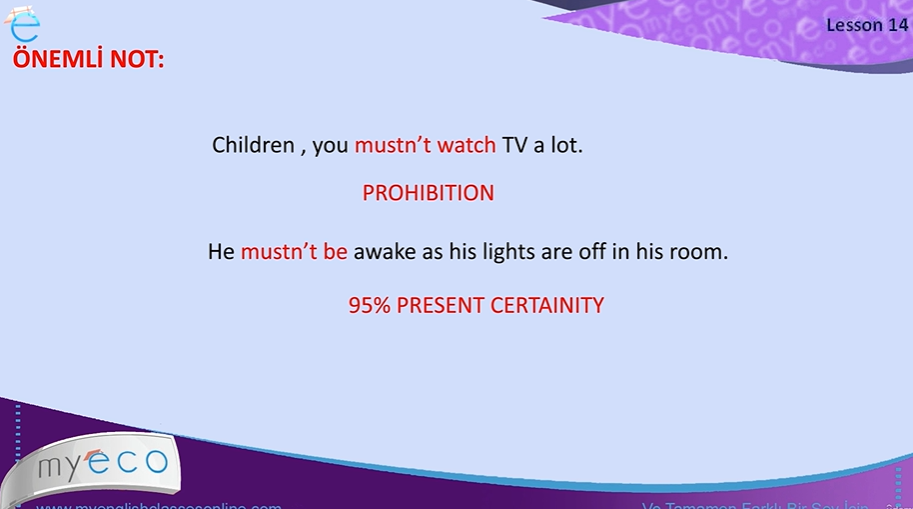 Lesson 14
ÖNEMLİ NOT:
Children , you mustn't watch TV a lot.
PROHIBITION
He mustn't be awake as his lights are off in his room.
95% PRESENT CERTAINITY
myeco
www.myenglishclassesonline.com
Ve Tamamen Farklı Bir Şey İçin